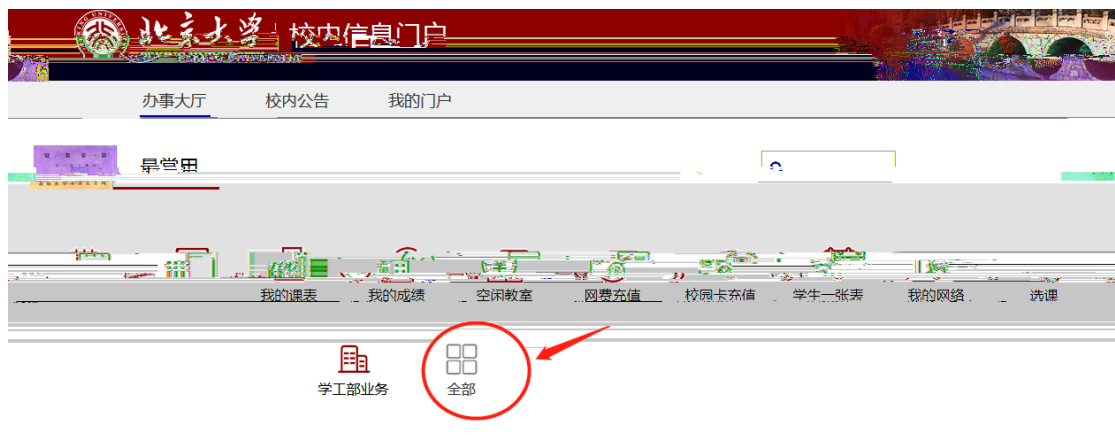 北京大学 校内信息门户
办事大厅 校内公告 我的门户
最常用
我的课表 我的成绩 空闲教室 网费充值 校园卡充值 学生一张表 我的网络 选课
学工部业务 全部